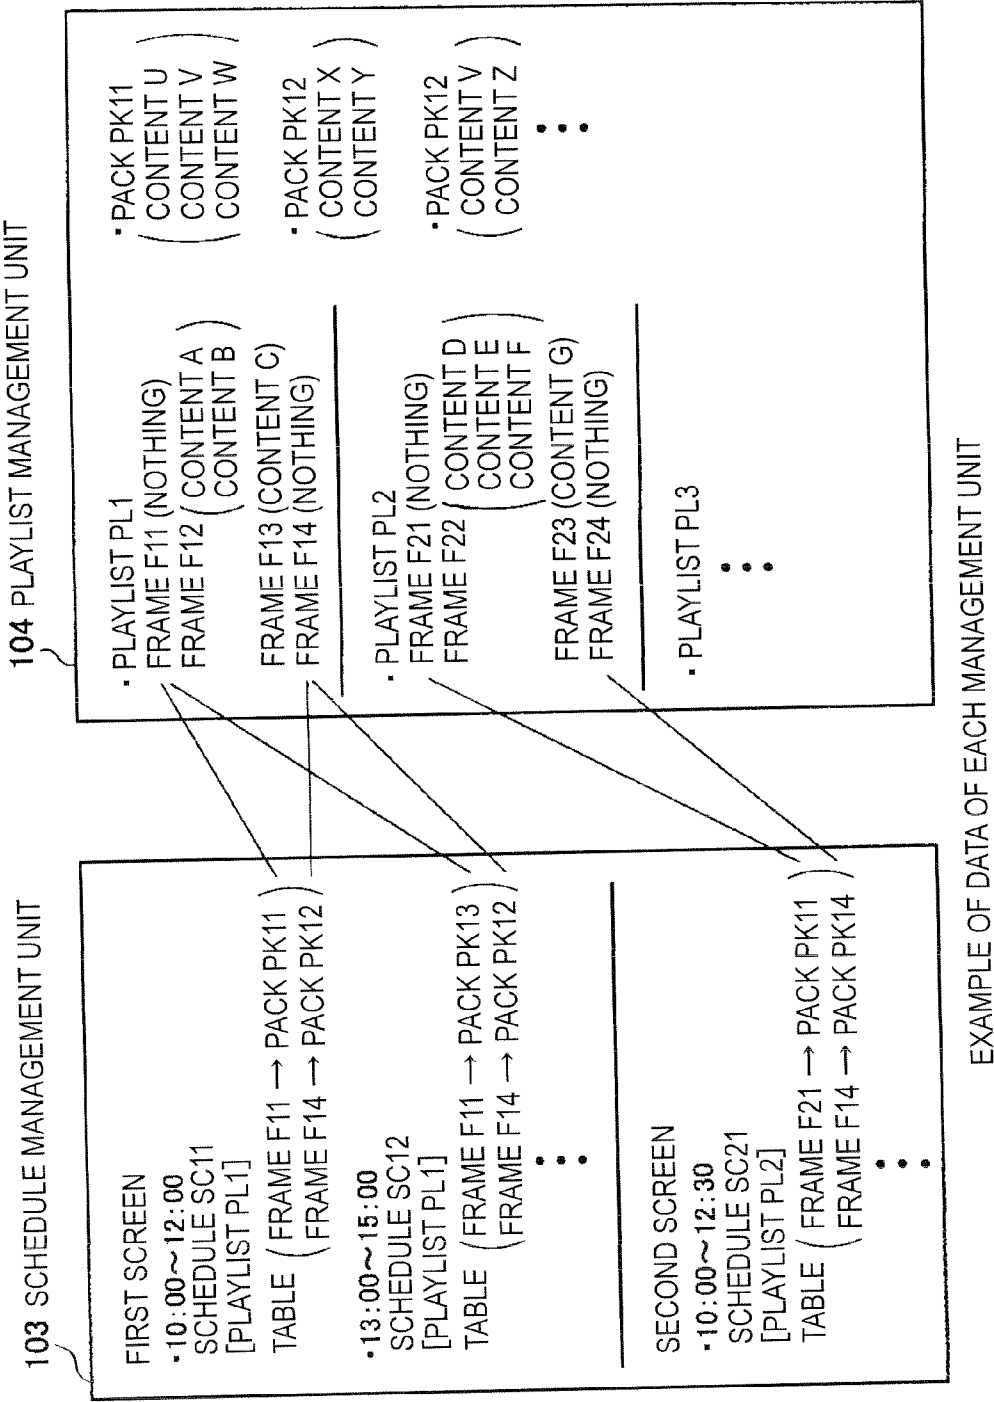 103 SCHEDULE MANAGEMENT UNIT
FIRST SCREEN
·10:00~12:00
SCHEDULE SC11
[PLAYLIST PL1]
TABLE (FRAME F11 → PACK PK11)
(FRAME F14 → PACK PK12)
·13:00~15:00
SCHEDULE SC12
[PLAYLIST PL1]
TABLE (FRAME F11 → PACK PK13)
(FRAME F14 → PACK PK12)
SECOND SCREEN
·10:00~12:30
SCHEDULE SC21
[PLAYLIST PL2]
TABLE (FRAME F21 → PACK PK11)
(FRAME F14 → PACK PK14)
104 PLAYLIST MANAGEMENT UNIT
·PLAYLIST PL1
FRAME F11 (NOTHING)
FRAME F12 (CONTENT A
CONTENT B)
FRAME F13 (CONTENT C)
FRAME F14 (NOTHING)
·PLAYLIST PL2
FRAME F21 (NOTHING)
FRAME F22 (CONTENT D
CONTENT E
CONTENT F)
FRAME F23 (CONTENT G)
FRAME F24 (NOTHING)
·PLAYLIST PL3
·PACK PK11
(CONTENT U
CONTENT V
CONTENT W)
·PACK PK12
(CONTENT X
CONTENT Y)
·PACK PK12
(CONTENT V
CONTENT Z)
EXAMPLE OF DATA OF EACH MANAGEMENT UNIT